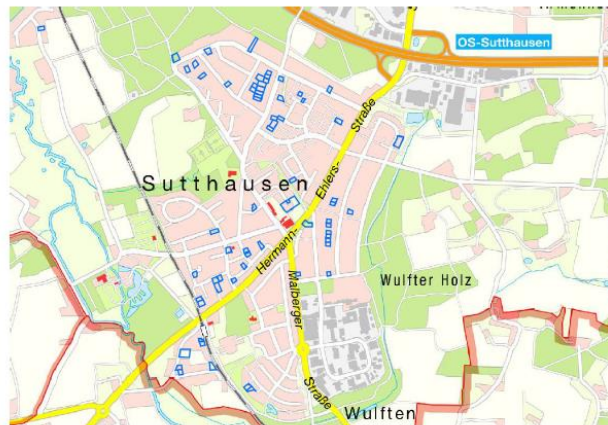 OS-Sutthausen
Straße
Ehlers-
Sutthausen
Hermann-
Wulfter Holz
Malberger
Straße
Wulften